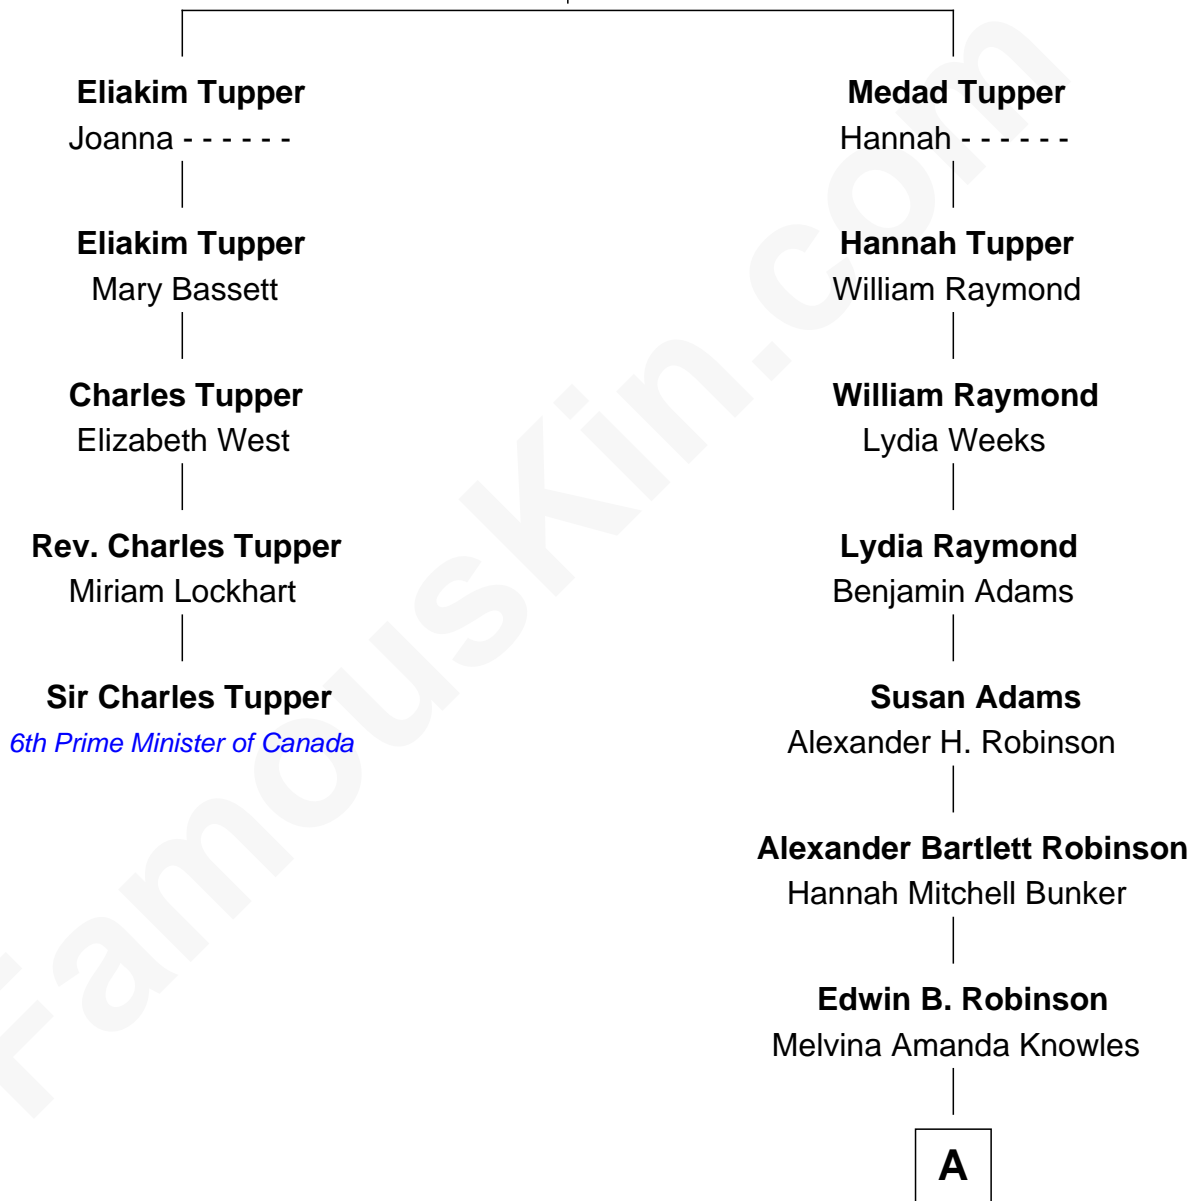 Eliakim Tupper
Joanna - - - - - -
Eliakim Tupper
Mary Bassett
Charles Tupper
Elizabeth West
Rev. Charles Tupper
Miriam Lockhart
Sir Charles Tupper
6th Prime Minister of Canada
Medad Tupper
Hannah - - - - - -
Hannah Tupper
William Raymond
William Raymond
Lydia Weeks
Lydia Raymond
Benjamin Adams
Susan Adams
Alexander H. Robinson
Alexander Bartlett Robinson
Hannah Mitchell Bunker
Edwin B. Robinson
Melvina Amanda Knowles
A
FamousKin.com